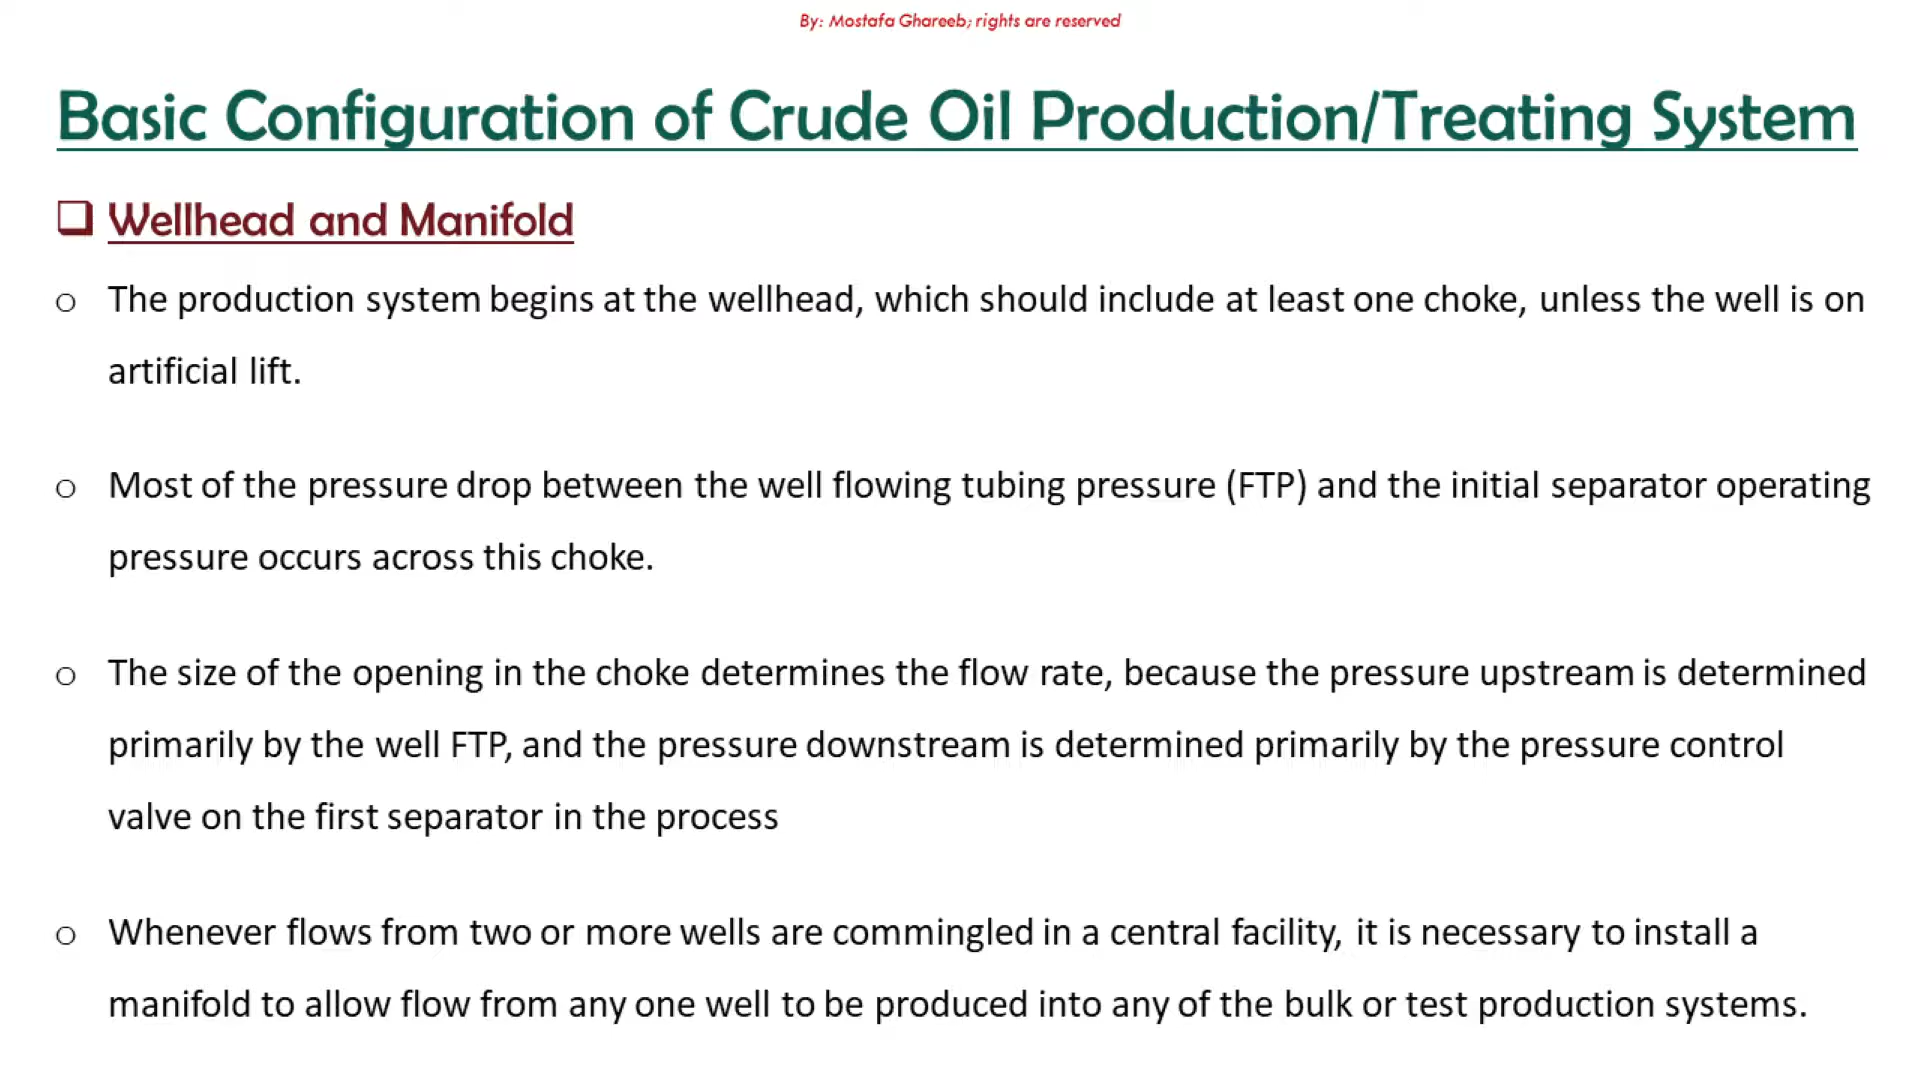 By: Mostafa Ghareeb; rights are reserved
Basic Configuration of Crude Oil Production/Treating System
❑ Wellhead and Manifold
o The production system begins at the wellhead, which should include at least one choke, unless the well is on
artificial lift.
o Most of the pressure drop between the well flowing tubing pressure (FTP) and the initial separator operating
pressure occurs across this choke.
o The size of the opening in the choke determines the flow rate, because the pressure upstream is determined
primarily by the well FTP, and the pressure downstream is determined primarily by the pressure control
valve on the first separator in the process
o Whenever flows from two or more wells are commingled in a central facility, it is necessary to install a
manifold to allow flow from any one well to be produced into any of the bulk or test production systems.